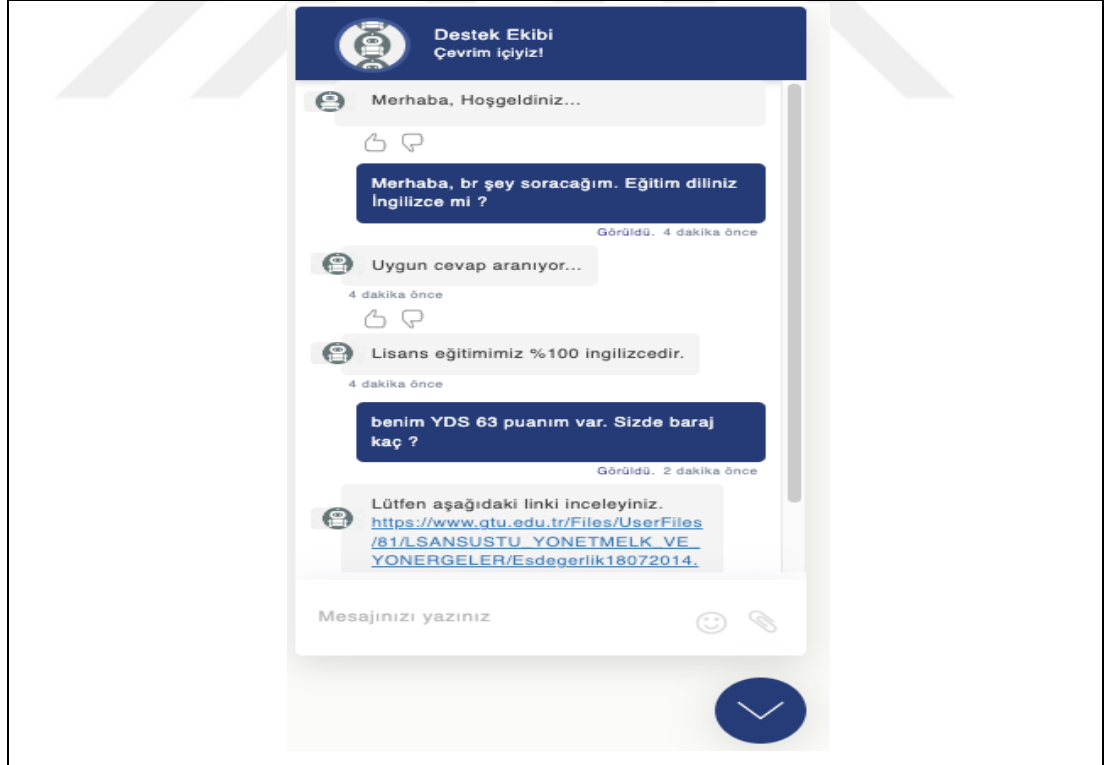 Destek Ekibi
Çevrim içiyiz!
Merhaba, Hoşgeldiniz...
Merhaba, br şey soracağım. Eğitim diliniz
İngilizce mi ?
Görüldü. 4 dakika önce
Uygun cevap aranıyor...
4 dakika önce
Lisans eğitimimiz %100 ingilizcedir.
4 dakika önce
benim YDS 63 puanım var. Sizde baraj
kaç ?
Görüldü. 2 dakika önce
Lütfen aşağıdaki linki inceleyiniz.
https://www.gtu.edu.tr/Files/UserFiles
/81/LSANSUSTU_YONETMELK_VE_
YONERGELER/Esdegerlik18072014.
Mesajınızı yazınız